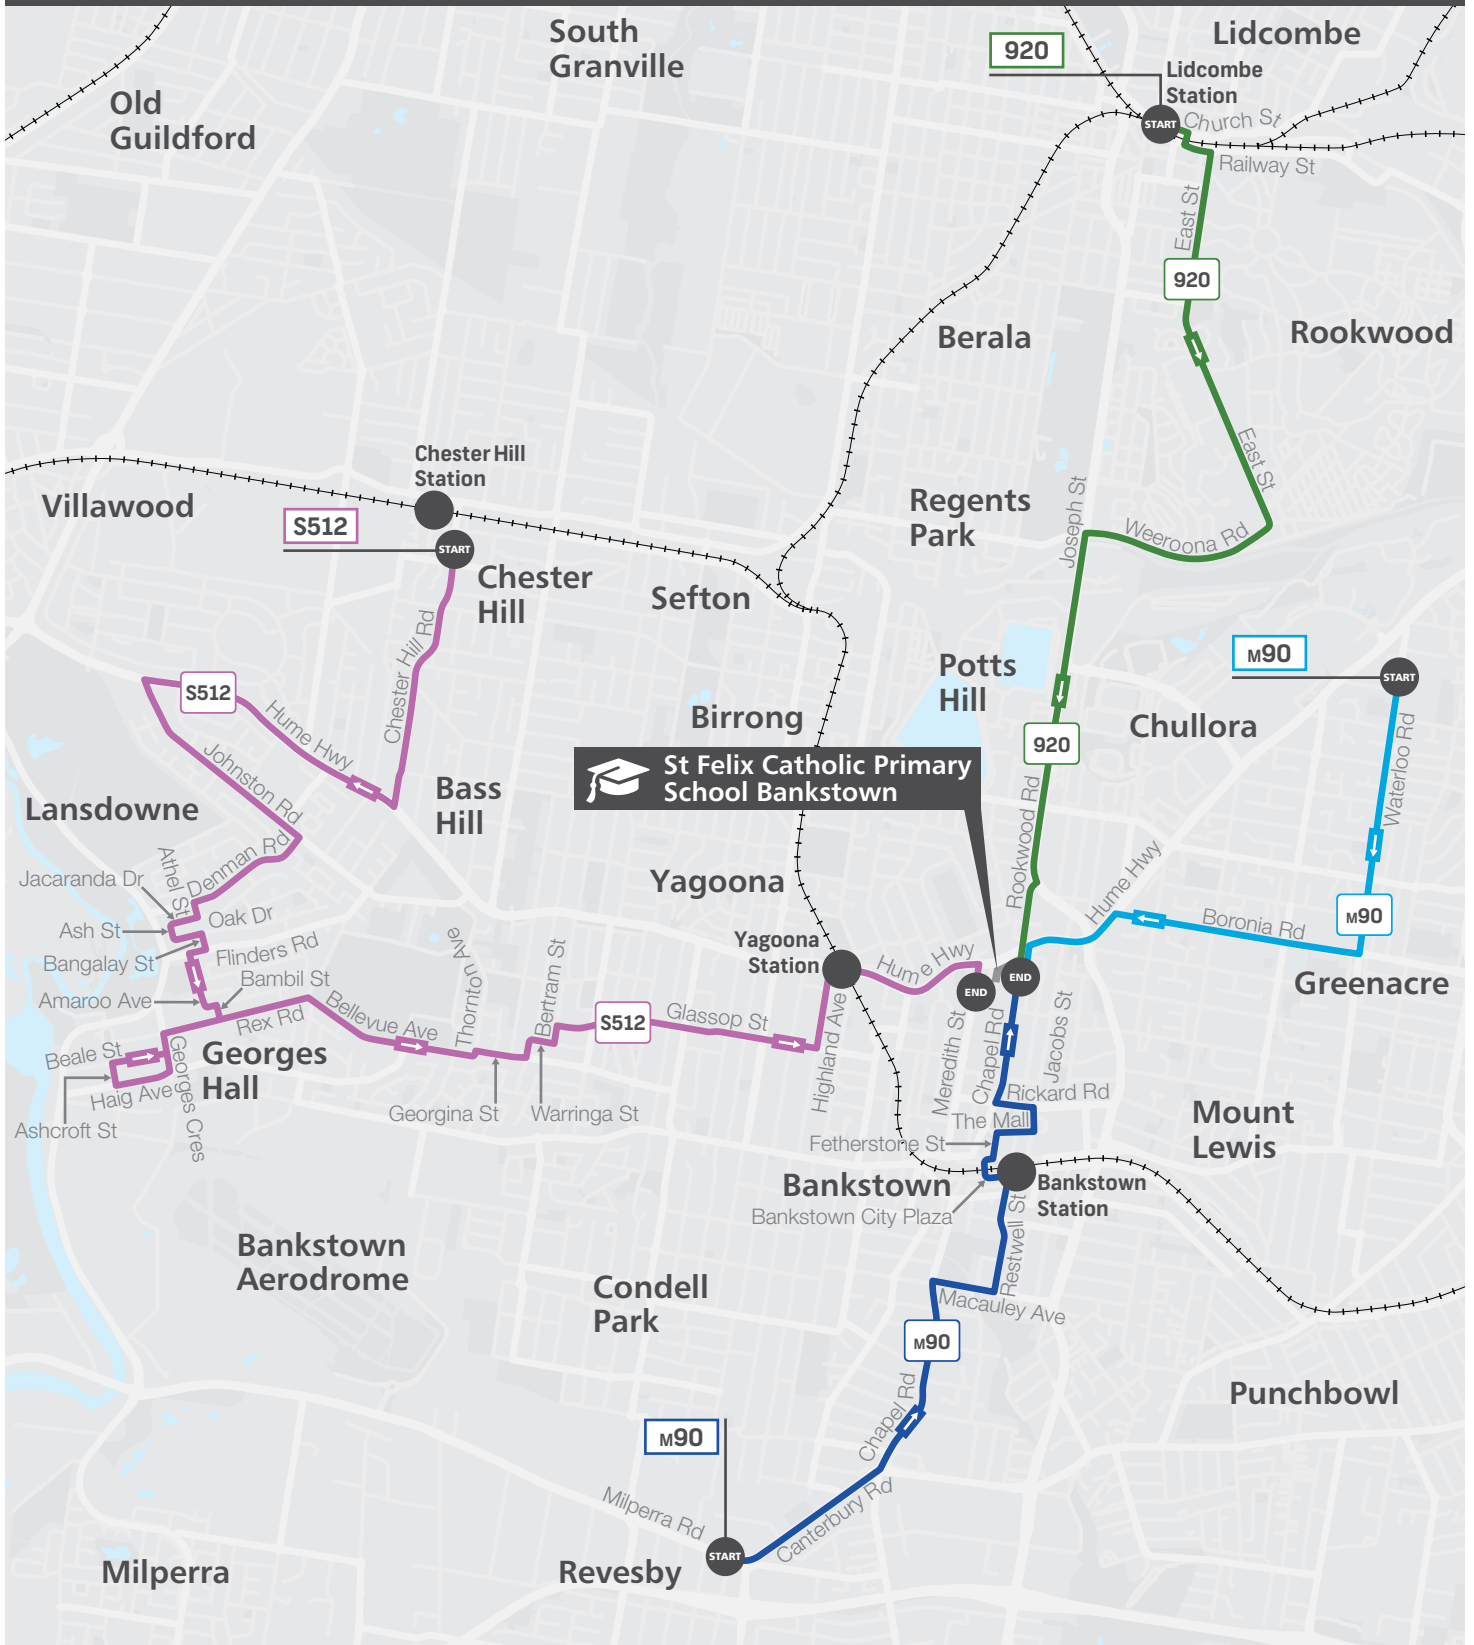 South
Granville
920
Lidcombe
Lidcombe
Station
Old
Guildford
START
Church St
Railway St
East St
920
Rookwood
Berala
East St
Chester Hill
Station
Villawood
S512
START
Regents
Park
Joseph St
Weeroona Rd
Chester
Hill
Sefton
Chester Hill Rd
M90
START
Potts
Hill
S512
Hume Hwy
Birrong
920
Chullora
Waterloo Rd
St Felix Catholic Primary
School Bankstown
Johnston Rd
Lansdowne
Bass
Hill
Rookwood Rd
Hume Hwy
Athel St
Denman Rd
Jacaranda Dr
Yagoona
Oak Dr
Ash St
M90
Boronia Rd
Flinders Rd
Bangalay St
Thornton Ave
Bertram St
Yagoona
Station
Hume Hwy
Bambil St
END
END
Greenacre
Amaroo Ave
Rex Rd
Bellevue Ave
S512
Glassop St
Highland Ave
Meredith St
Chapel Rd
Jacobs St
Beale St
Georges
Hall
Georges Cres
Haig Ave
Ashcroft St
Georgina St
Warringa St
Rickard Rd
The Mall
Fetherstone St
Mount
Lewis
Bankstown
Bankstown
Station
Bankstown City Plaza
Restwell St
Bankstown
Aerodrome
Condell
Park
Macauley Ave
M90
Punchbowl
Chapel Rd
M90
Milperra Rd
Canterbury Rd
START
Milperra
Revesby